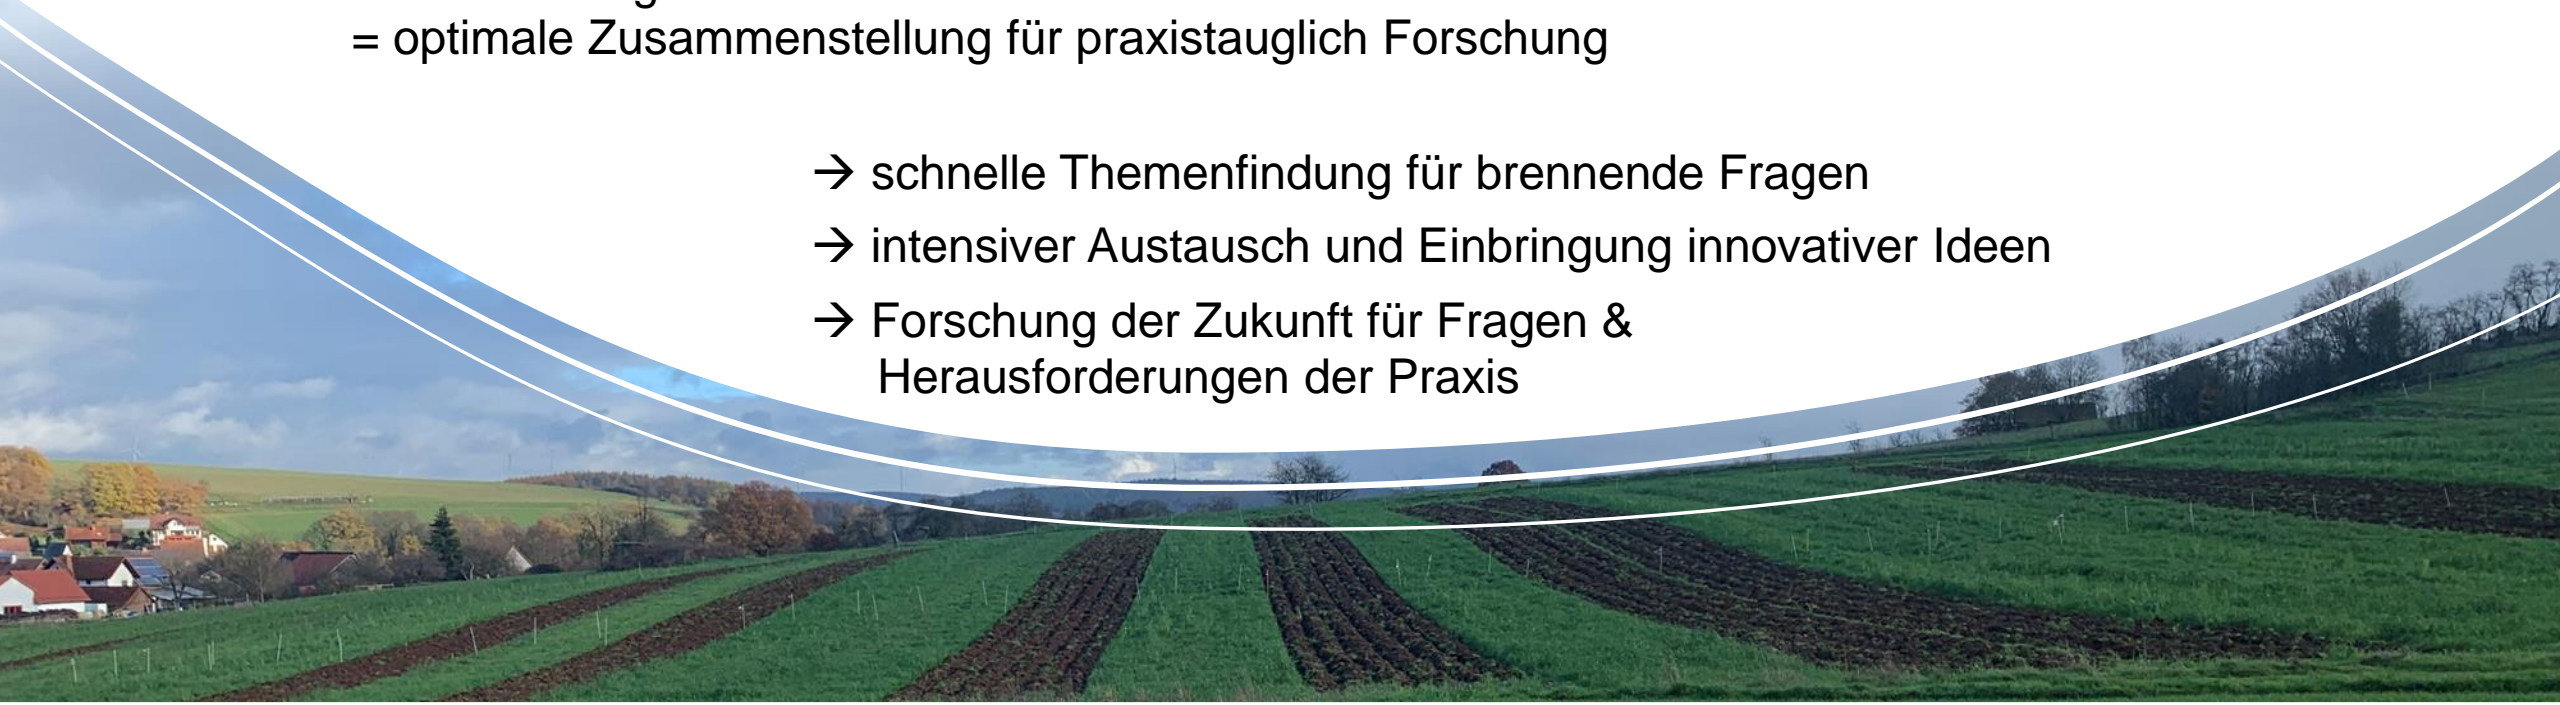 = optimale Zusammenstellung für praxistauglich Forschung
→ schnelle Themenfindung für brennende Fragen
→ intensiver Austausch und Einbringung innovativer Ideen
→ Forschung der Zukunft für Fragen &
Herausforderungen der Praxis